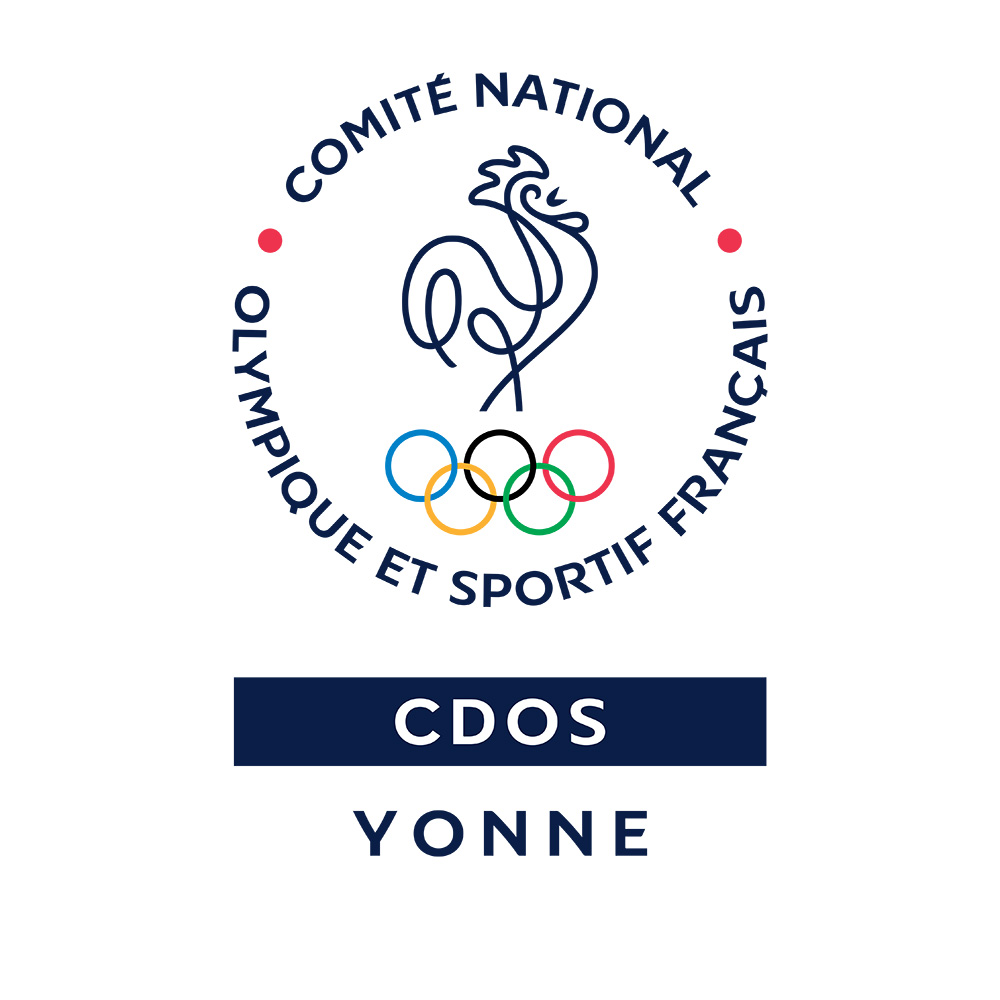 COMITÉ NATIONAL
OLYMPIQUE ET SPORTIF FRANÇAIS
CDOS
YONNE